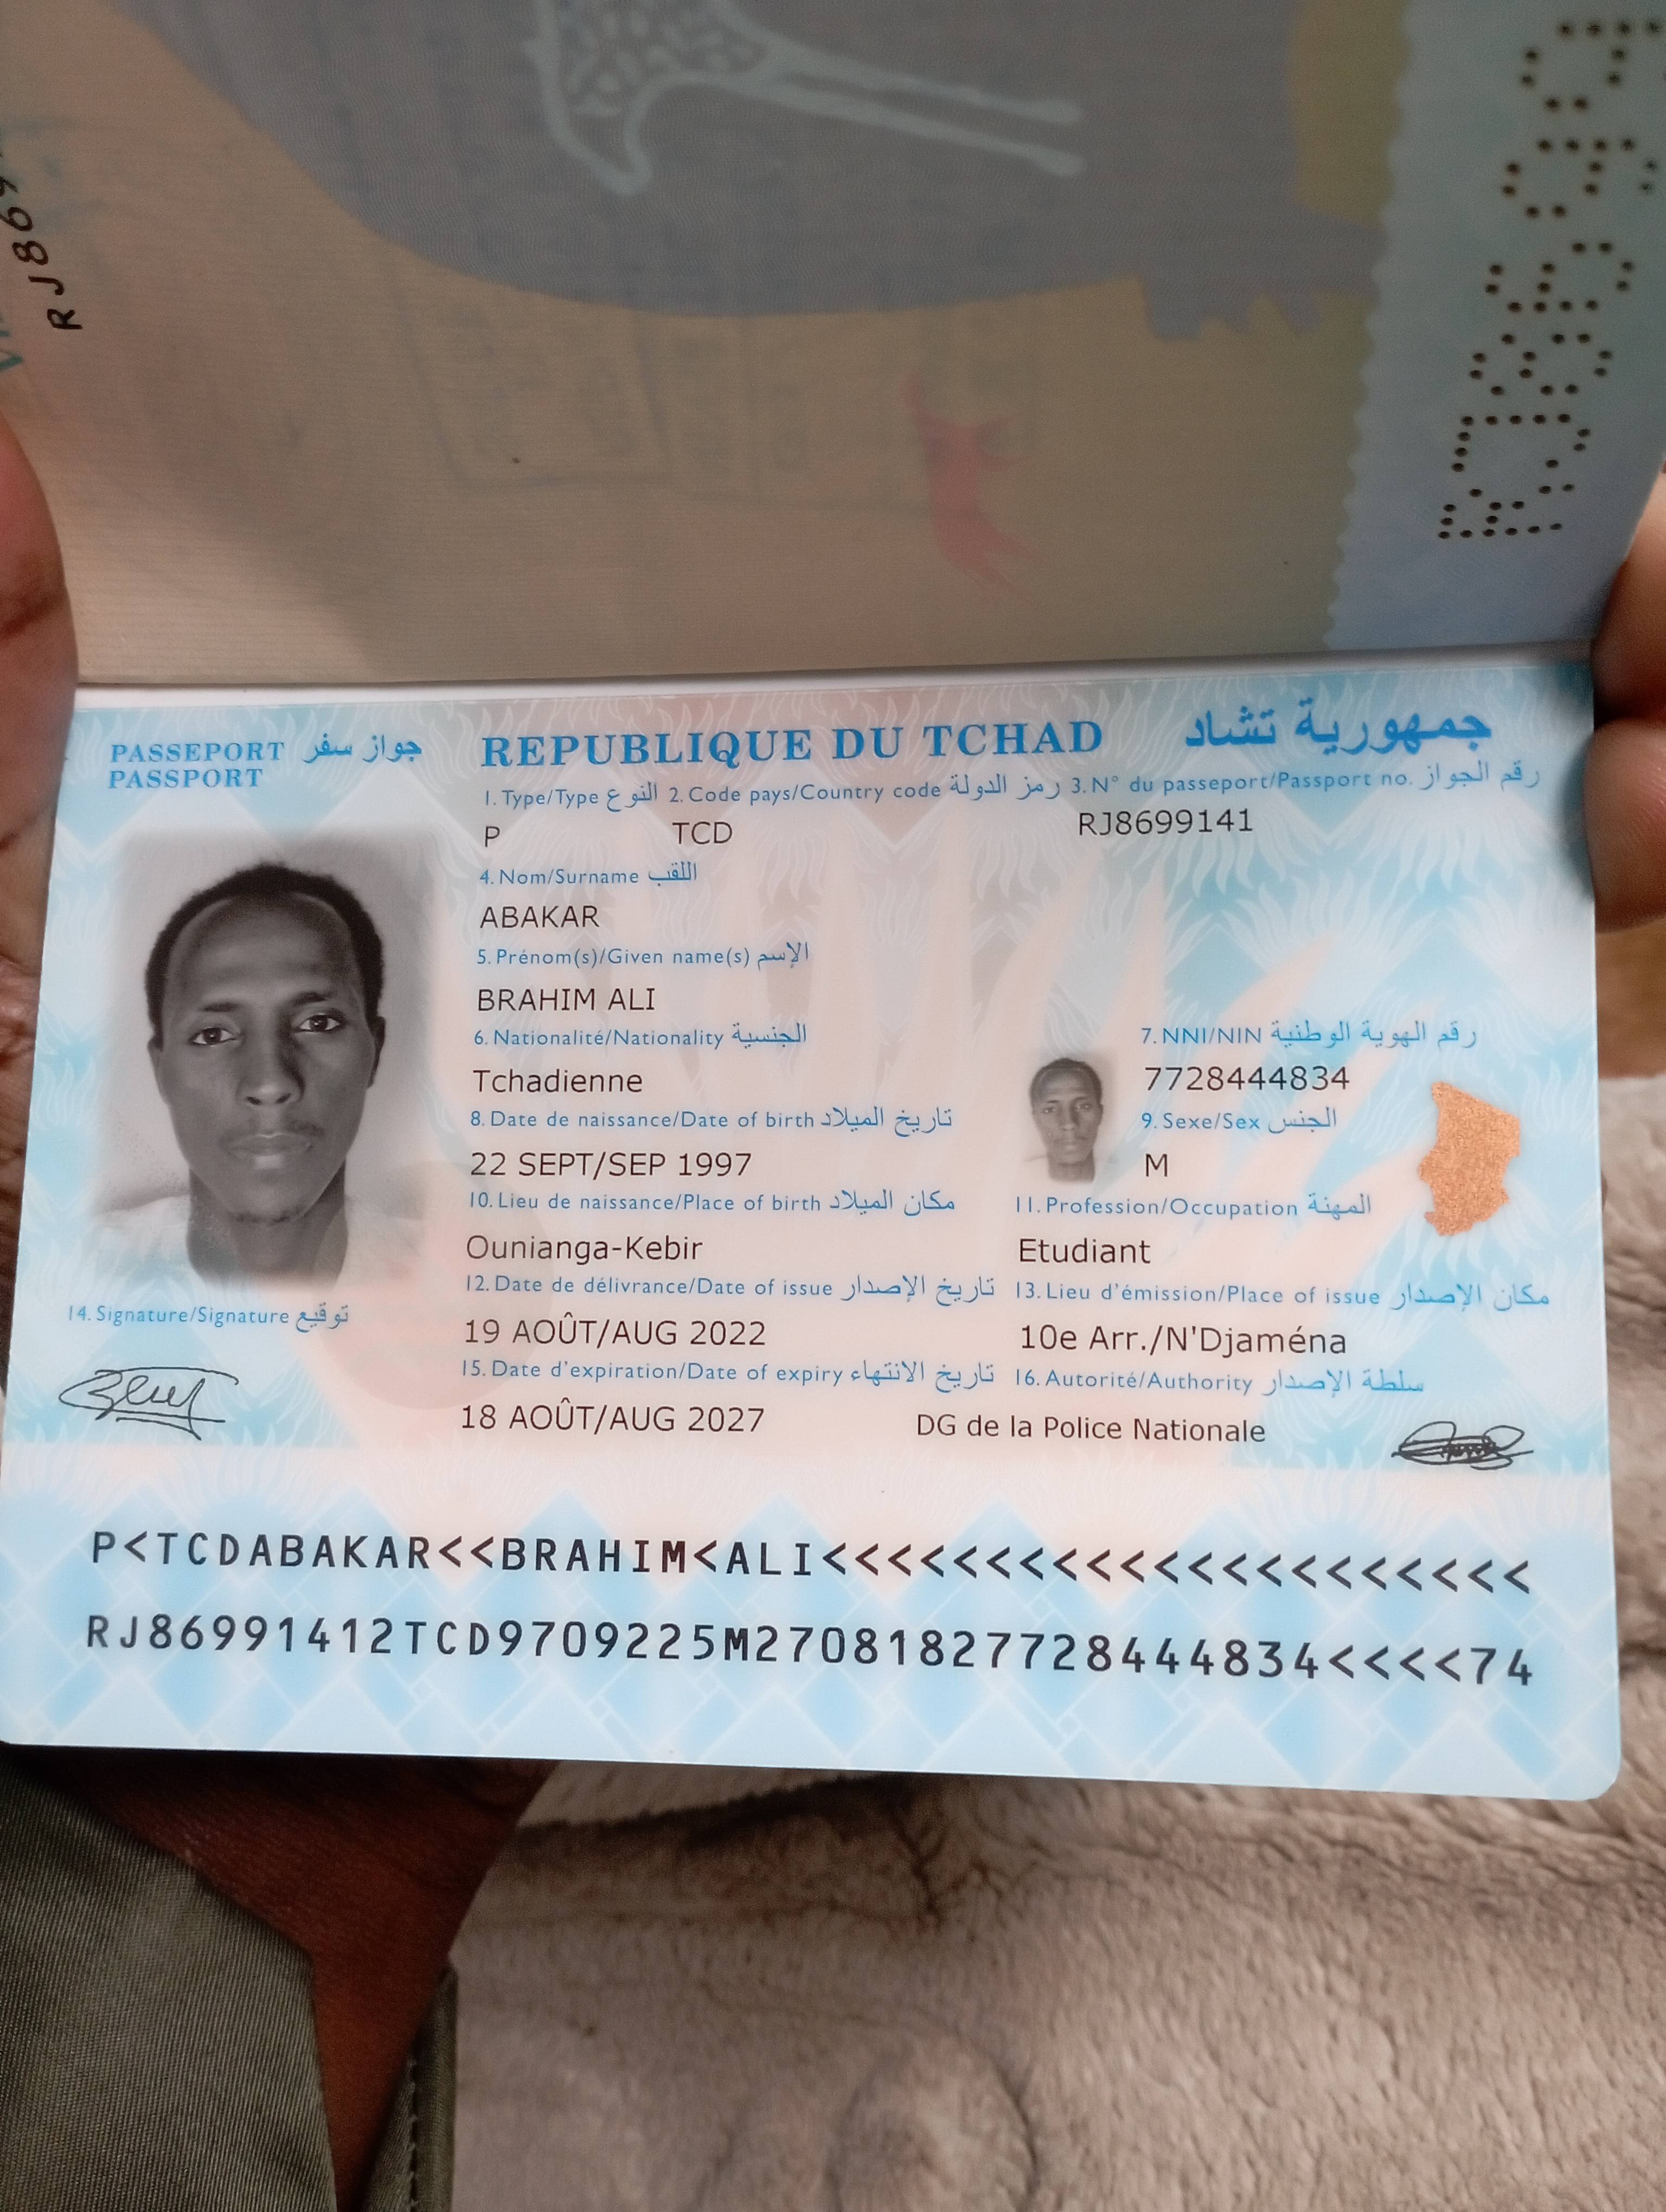 RJ869
PASSEPORT جواز سفر
PASSPORT
REPUBLIQUE DU TCHAD جمهورية تشاد
1. Type/Type النوع 2. Code pays/Country code رمز الدولة 3. N° du passeport/Passport no. رقم الجواز
P TCD RJ8699141
4. Nom/Surname اللقب
ABAKAR
5. Prénom(s)/Given name(s) الإسم
BRAHIM ALI
6. Nationalité/Nationality الجنسية 7. NNI/NIN رقم الهوية الوطنية
Tchadienne 7728444834
8. Date de naissance/Date of birth تاريخ الميلاد 9. Sexe/Sex الجنس
22 SEPT/SEP 1997 M
10. Lieu de naissance/Place of birth مكان الميلاد 11. Profession/Occupation المهنة
Ounianga-Kebir Etudiant
12. Date de délivrance/Date of issue تاريخ الإصدار 13. Lieu d'émission/Place of issue مكان الإصدار
14. Signature/Signature توقيع
19 AOÛT/AUG 2022 10e Arr./N'Djaména
15. Date d'expiration/Date of expiry تاريخ الانتهاء 16. Autorité/Authority سلطة الإصدار
18 AOÛT/AUG 2027 DG de la Police Nationale
P<TCDABAKAR<<BRAHIM<ALI<<<<<<<<<<<<<<<<<<<<<
RJ86991412TCD9709225M27081827728444834<<<<74